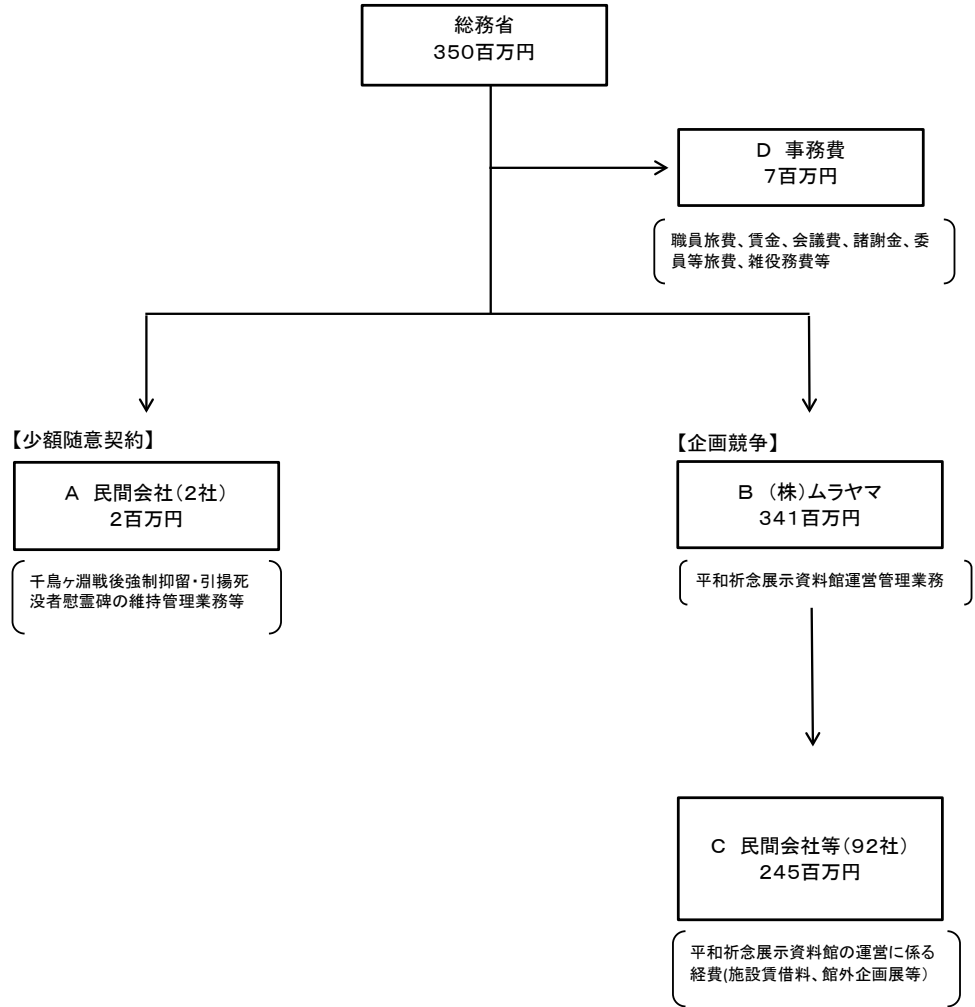 総務省
350百万円
D 事務費
7百万円
職員旅費、賃金、会議費、諸謝金、委
員等旅費、雑役務費等
【少額随意契約】
A 民間会社(2社)
2百万円
千鳥ヶ淵戦後強制抑留・引揚死
没者慰霊碑の維持管理業務等
【企画競争】
B (株)ムラヤマ
341百万円
平和祈念展示資料館運営管理業務
C 民間会社等(92社)
245百万円
平和祈念展示資料館の運営に係る
経費(施設賃借料、館外企画展等)